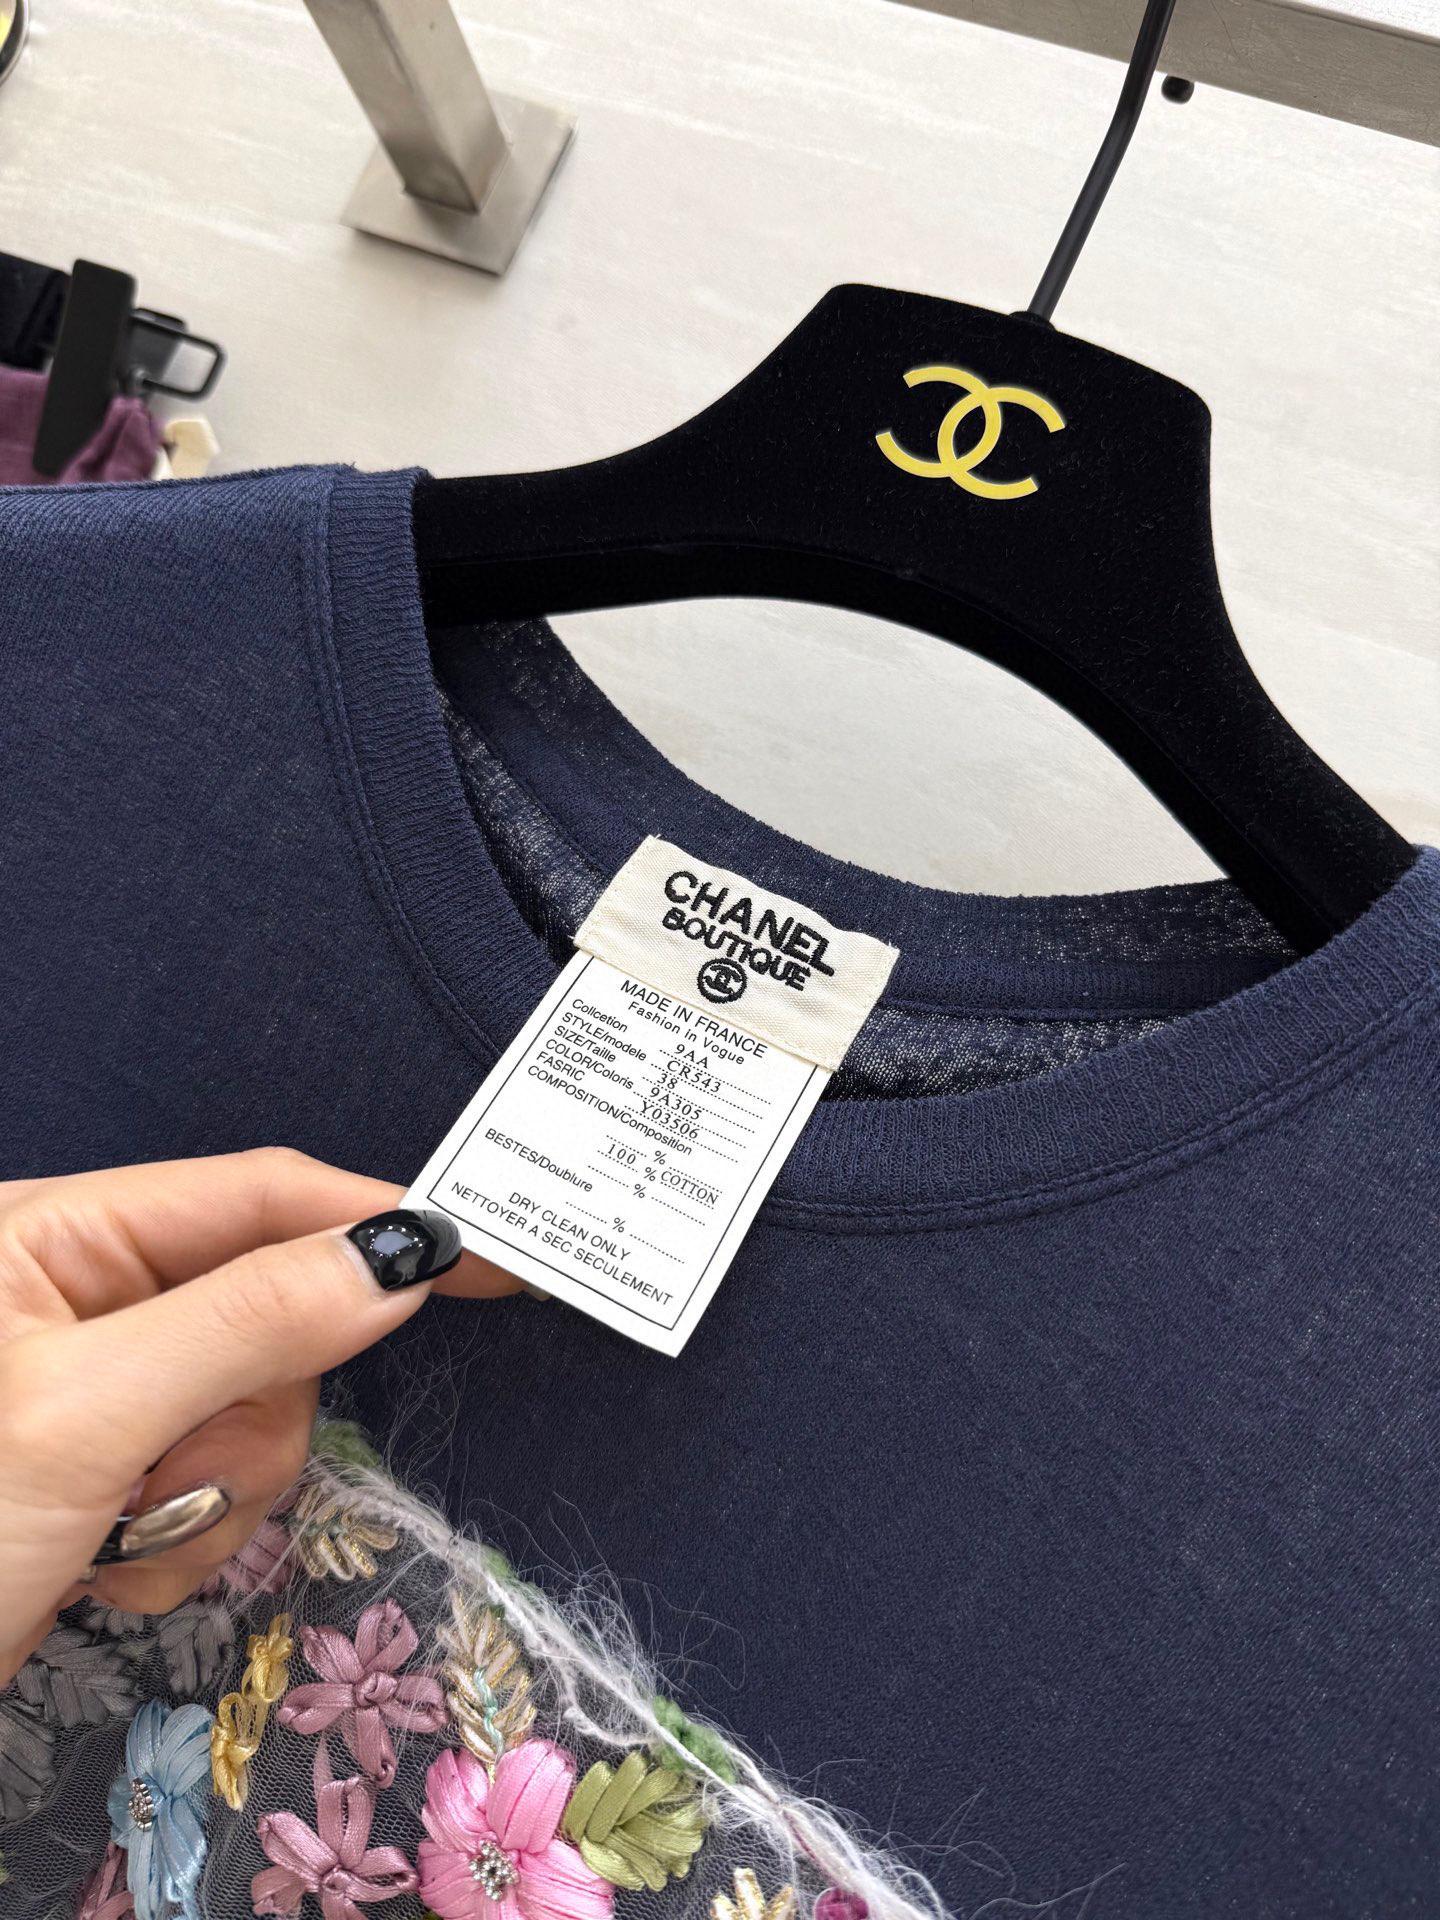 CHANEL
BOUTIQUE
MADE IN FRANCE
Fashion in Vogue
Collcetion 9AA
STYLE/modele CR543
SIZE/Taille 38
COLOR/Coloris 9A305
FASRIC Y03506
COMPOSITION/Composition
%
100 % COTTON
%
BESTES/Doublure
%
DRY CLEAN ONLY
NETTOYER A SEC SECULEMENT